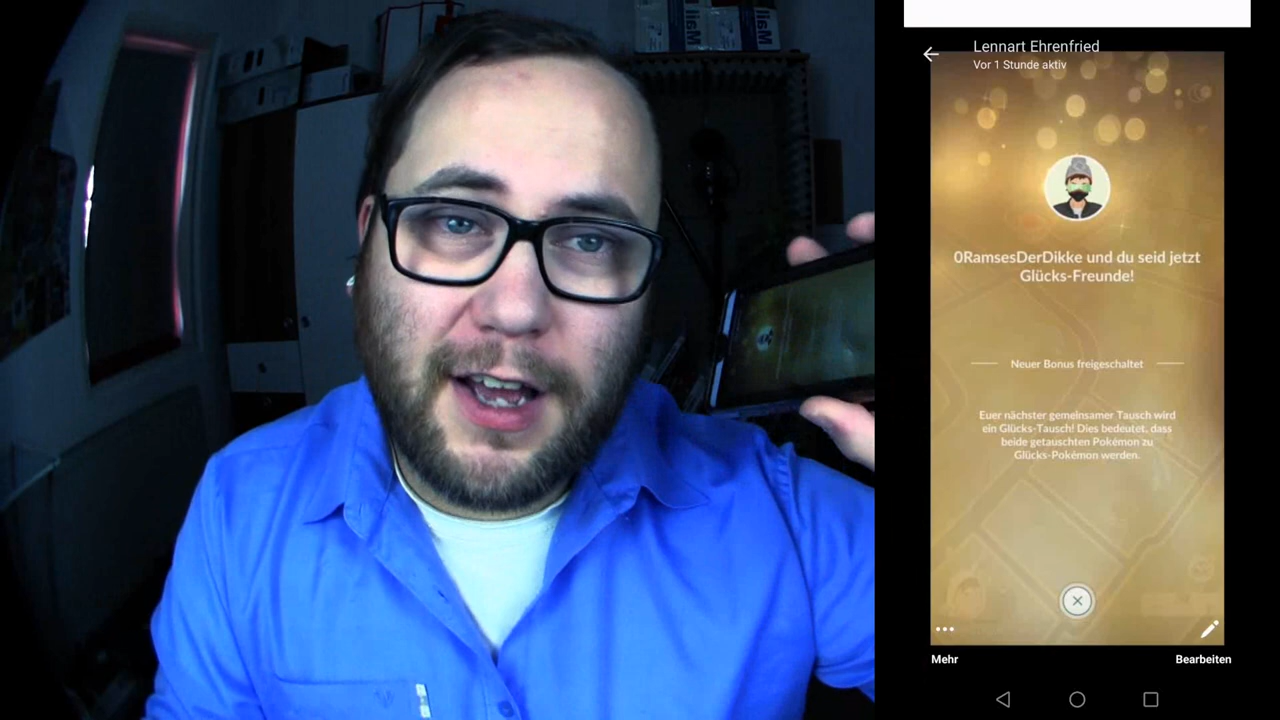 Lennart Ehrenfried
Vor 1 Stunde aktiv
0RamsesDerDikke und du seid jetzt
Glücks-Freunde!
Neuer Bonus freigeschaltet
Euer nächster gemeinsamer Tausch wird
ein Glücks-Tausch! Dies bedeutet, dass
beide getauschten Pokémon zu
Glücks-Pokémon werden.
Mehr
Bearbeiten